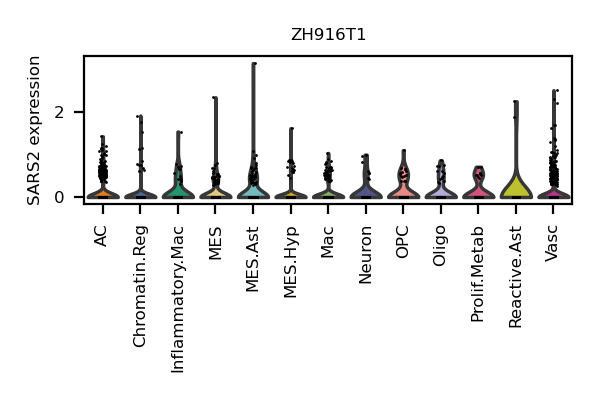 ZH916T1
SARS2 expression
2
0
AC
Chromatin.Reg
Inflammatory.Mac
MES
MES.Ast
MES.Hyp
Mac
Neuron
OPC
Oligo
Prolif.Metab
Reactive.Ast
Vasc